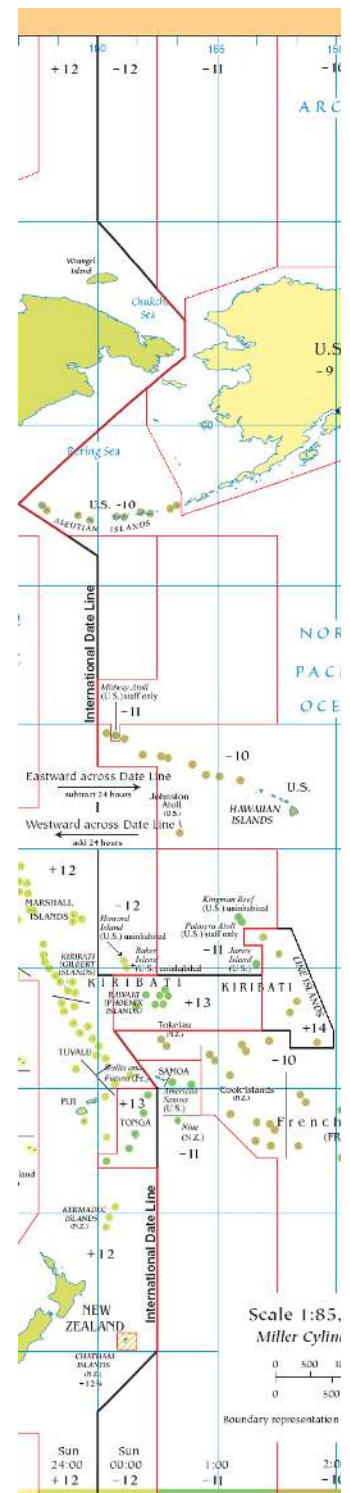 180
165
150
+12
-12
-11
-10
ARC
Wrangel
Island
Chukchi
Sea
U.S
-9
60
Bering Sea
U.S. -10
ALEUTIAN ISLANDS
International Date Line
NOR
PACI
OCE
Midway Atoll
(U.S.) staff only
-11
-10
Eastward across Date Line
subtract 24 hours
U.S.
Johnston
Atoll
(U.S.)
HAWAIIAN
ISLANDS
Westward across Date Line
add 24 hours
+12
-12
MARSHALL
ISLANDS
Howland
Island
(U.S.) uninhabited
Kingman Reef
(U.S.) uninhabited
Palmyra Atoll
(U.S.) staff only
-11
KIRIBATI
(GILBERT
ISLANDS)
Baker
Island
(U.S.) uninhabited
Jarvis
Island
(U.S.)
LINE ISLANDS
KIRIBATI
KIRIBATI
RAWAKI
(PHOENIX
ISLANDS)
+13
+14
Tokelau
(N.Z.)
-10
TUVALU
Wallis and
Futuna (Fr.)
SAMOA
American
Samoa
(U.S.)
Cook Islands
(N.Z.)
FIJI
+13
TONGA
French
(FR
Niue
(N.Z.)
-11
land
KERMADEC
ISLANDS
(N.Z.)
+12
International Date Line
NEW
ZEALAND
CHATHAM
ISLANDS
(N.Z.)
Scale 1:85,
Miller Cylin
0 500
0 500
Boundary representation
Sun
24:00
+12
Sun
00:00
-12
1:00
-11
2:0
-10